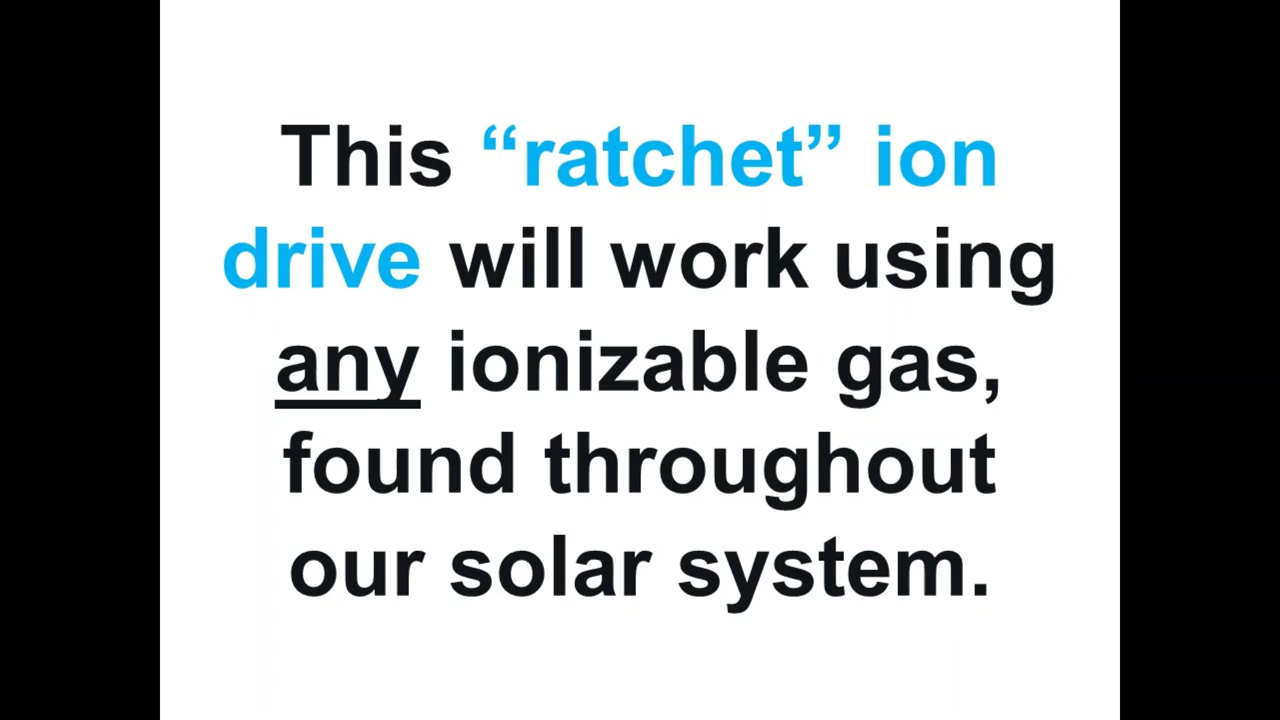 This “ratchet” ion
drive will work using
any ionizable gas,
found throughout
our solar system.